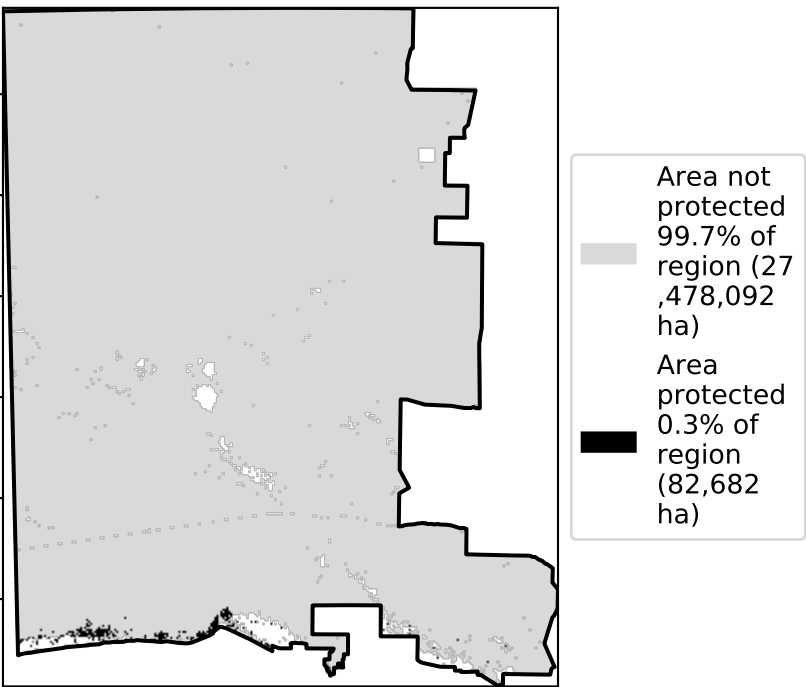 Area not
protected
99.7% of
region (27
,478,092
ha)
Area
protected
0.3% of
region
(82,682
ha)